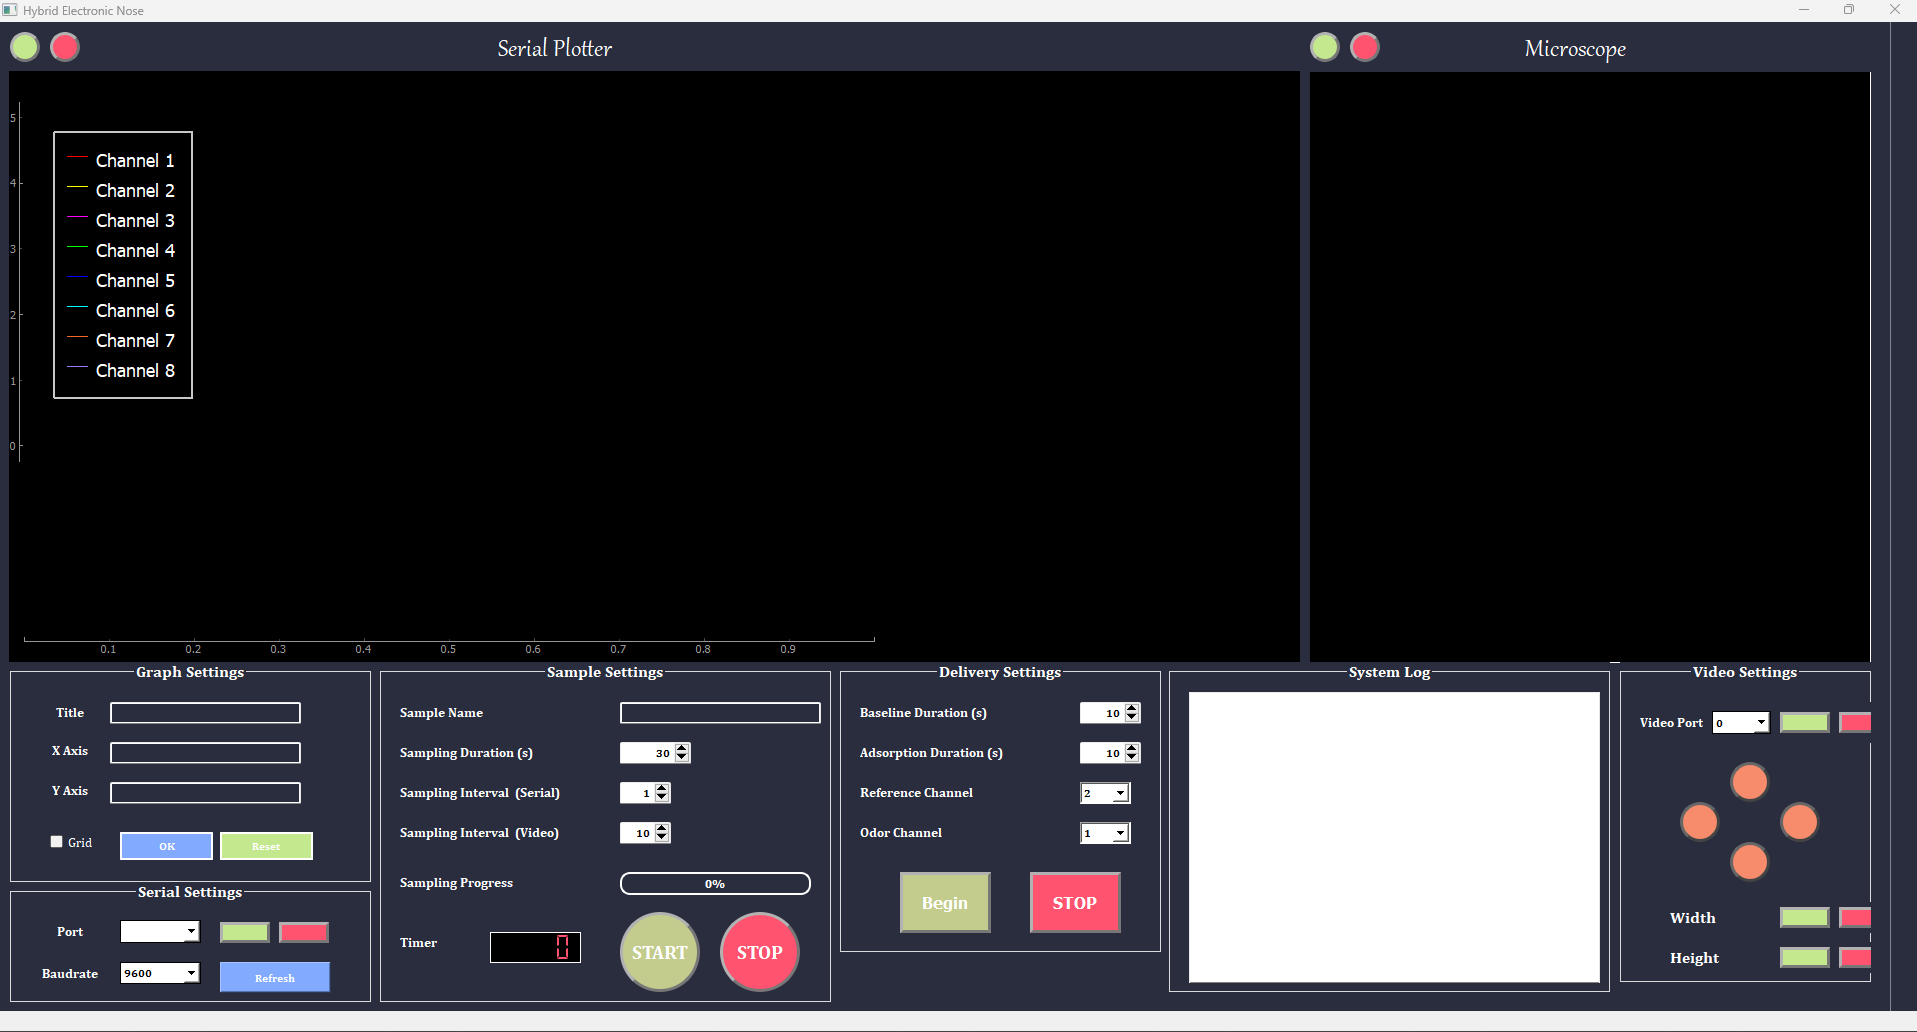 Hybrid Electronic Nose
Serial Plotter
Microscope
5
4
3
2
1
0
Channel 1
Channel 2
Channel 3
Channel 4
Channel 5
Channel 6
Channel 7
Channel 8
0.1 0.2 0.3 0.4 0.5 0.6 0.7 0.8 0.9
Graph Settings
Title
X Axis
Y Axis
Grid
OK
Reset
Serial Settings
Port
Baudrate
9600
Refresh
Sample Settings
Sample Name
Sampling Duration (s)
30
Sampling Interval (Serial)
1
Sampling Interval (Video)
10
Sampling Progress
0%
Timer
0
START
STOP
Delivery Settings
Baseline Duration (s)
10
Adsorption Duration (s)
10
Reference Channel
2
Odor Channel
1
Begin
STOP
System Log
Video Settings
Video Port
0
Width
Height